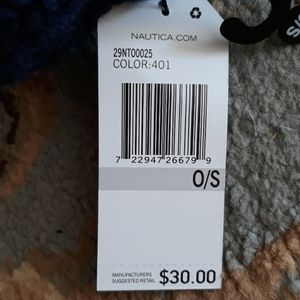 NAUTICA.COM
29NT00025
COLOR:401
7 22947 26679 9
O/S
MANUFACTURERS
SUGGESTED RETAIL
$30.00